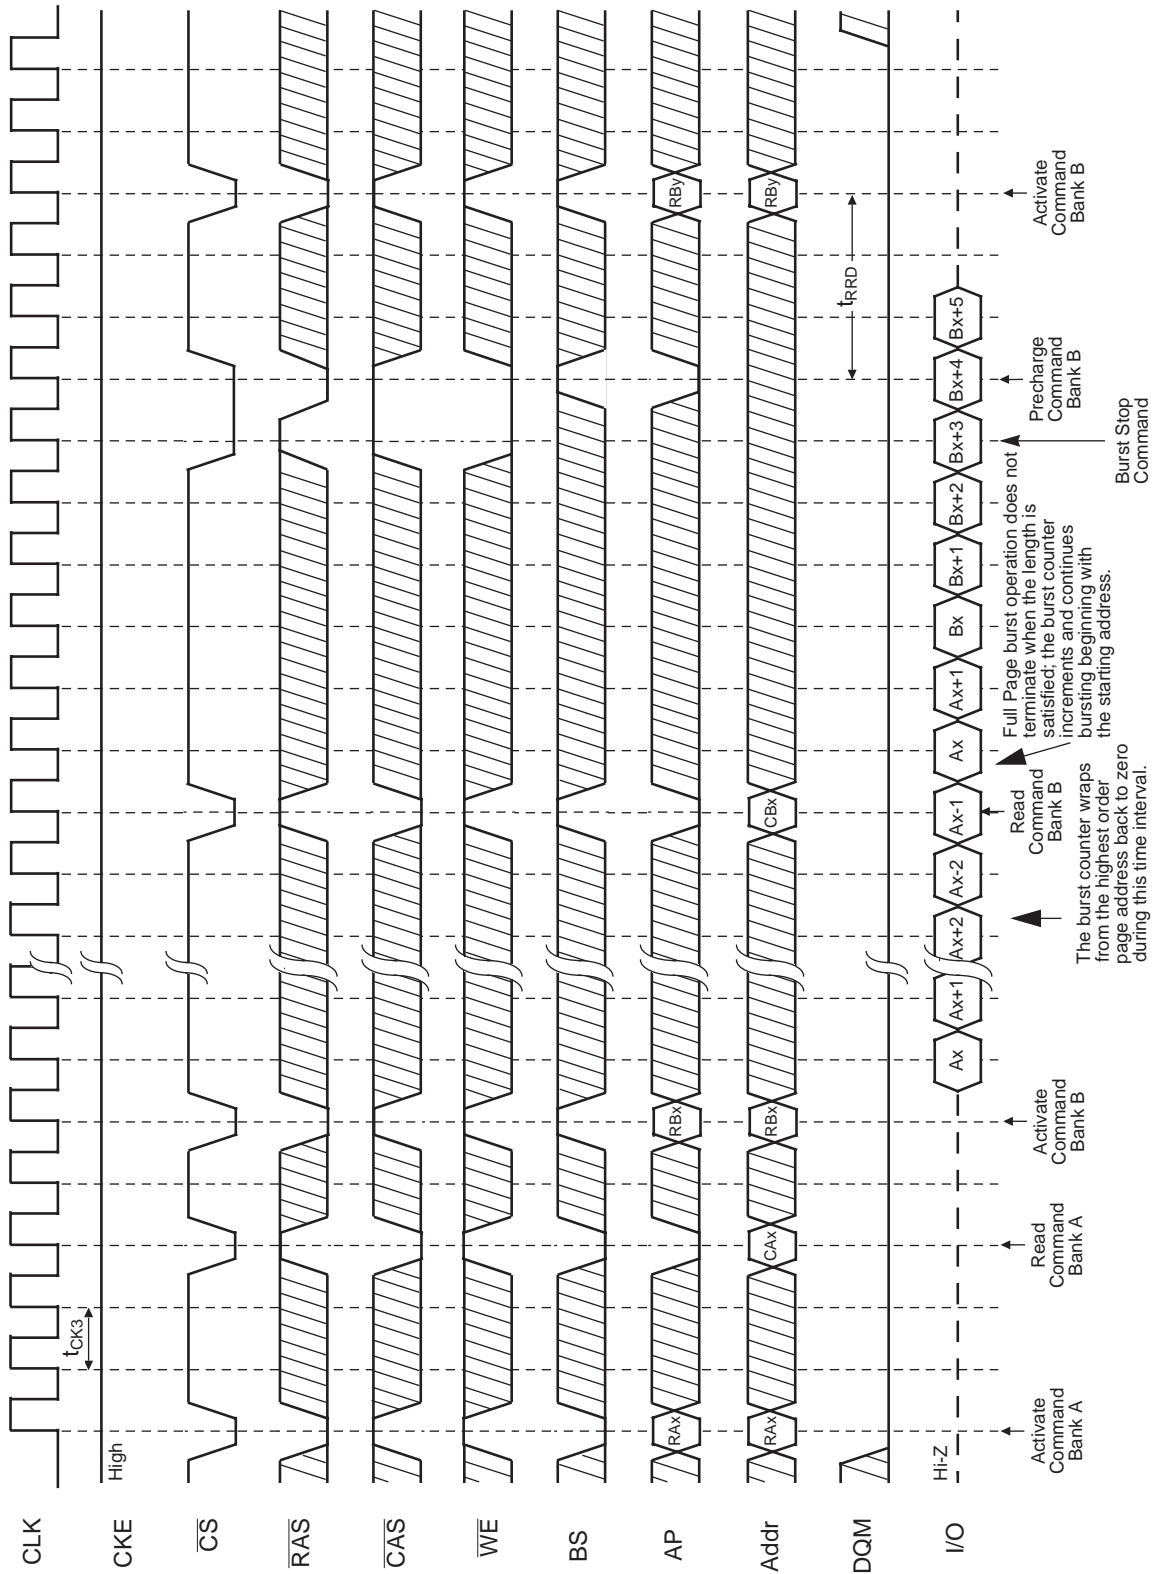 CLK
CKE
CS
RAS
CAS
WE
BS
AP
Addr
DQM
I/O
High
tCK3
Hi-Z
RAx
RBx
RBy
RAx
CAx
RBx
CBx
RBy
tRRD
Ax
Ax+1
Ax+2
Ax-2
Ax-1
Ax
Ax+1
Bx
Bx+1
Bx+2
Bx+3
Bx+4
Bx+5
Activate
Command
Bank A
Read
Command
Bank A
Activate
Command
Bank B
The burst counter wraps
from the highest order
page address back to zero
during this time interval.
Read
Command
Bank B
Full Page burst operation does not
terminate when the length is
satisfied; the burst counter
increments and continues
bursting beginning with
the starting address.
Burst Stop
Command
Precharge
Command
Bank B
Activate
Command
Bank B